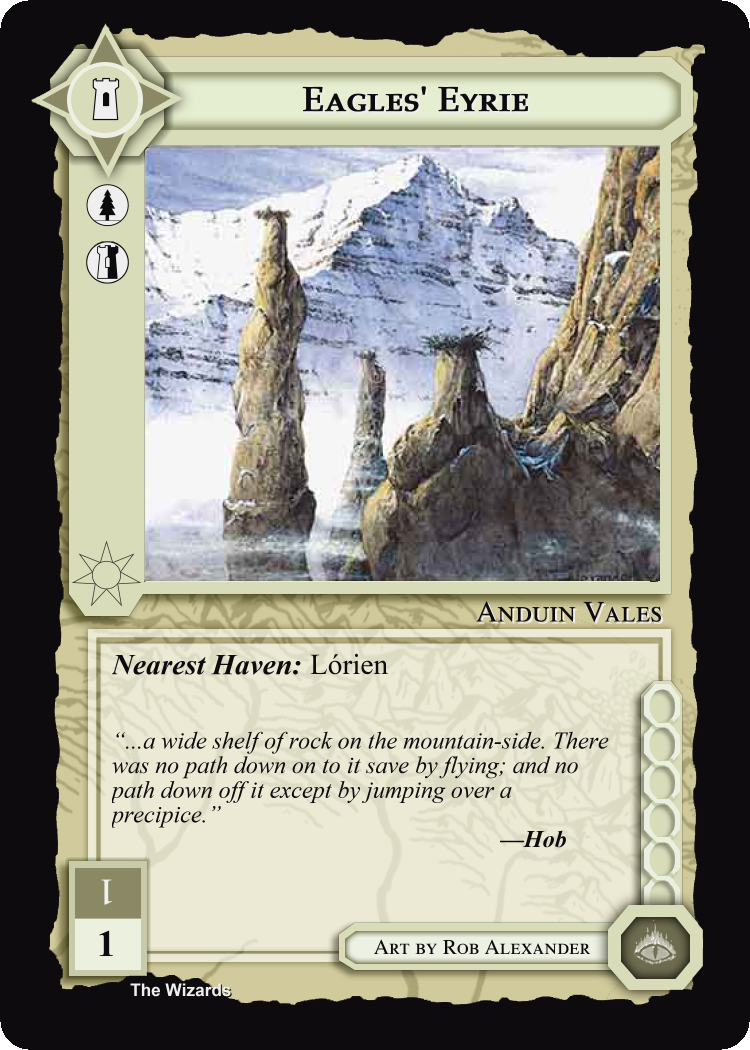 Eagles' Eyrie
Anduin Vales
Nearest Haven: Lórien
“...a wide shelf of rock on the mountain-side. There
was no path down on to it save by flying; and no
path down off it except by jumping over a
precipice.”
—Hob
I
1
Art by Rob Alexander
The Wizards